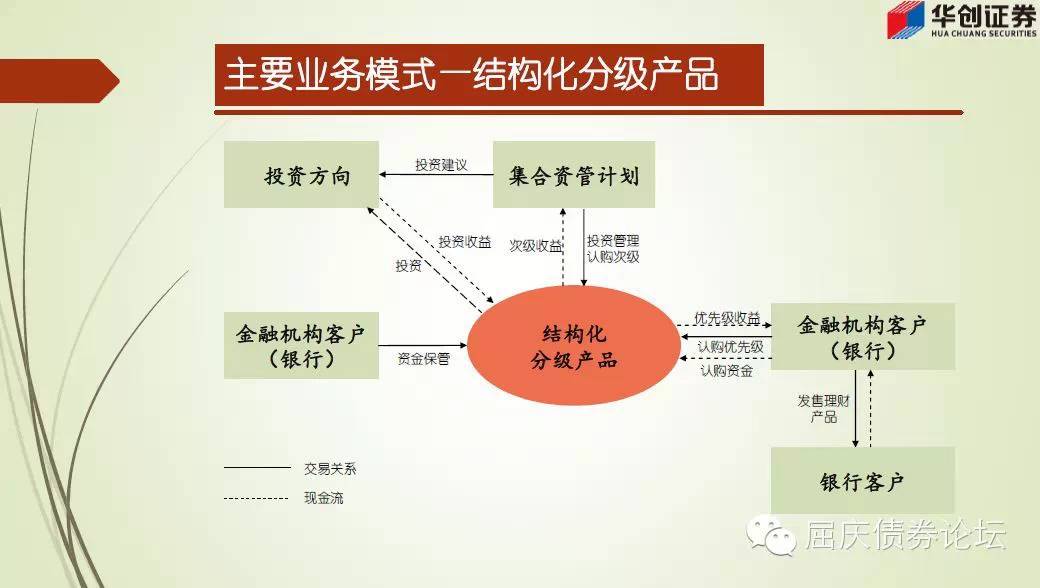 华创证券
HUA CHUANG SECURITIES
主要业务模式—结构化分级产品
投资方向
投资建议
集合资管计划
投资收益
投资
次级收益
投资管理
认购次级
金融机构客户
（银行）
资金保管
结构化
分级产品
优先级收益
认购优先级
认购资金
金融机构客户
（银行）
发售理财
产品
银行客户
交易关系
现金流
屈庆债券论坛